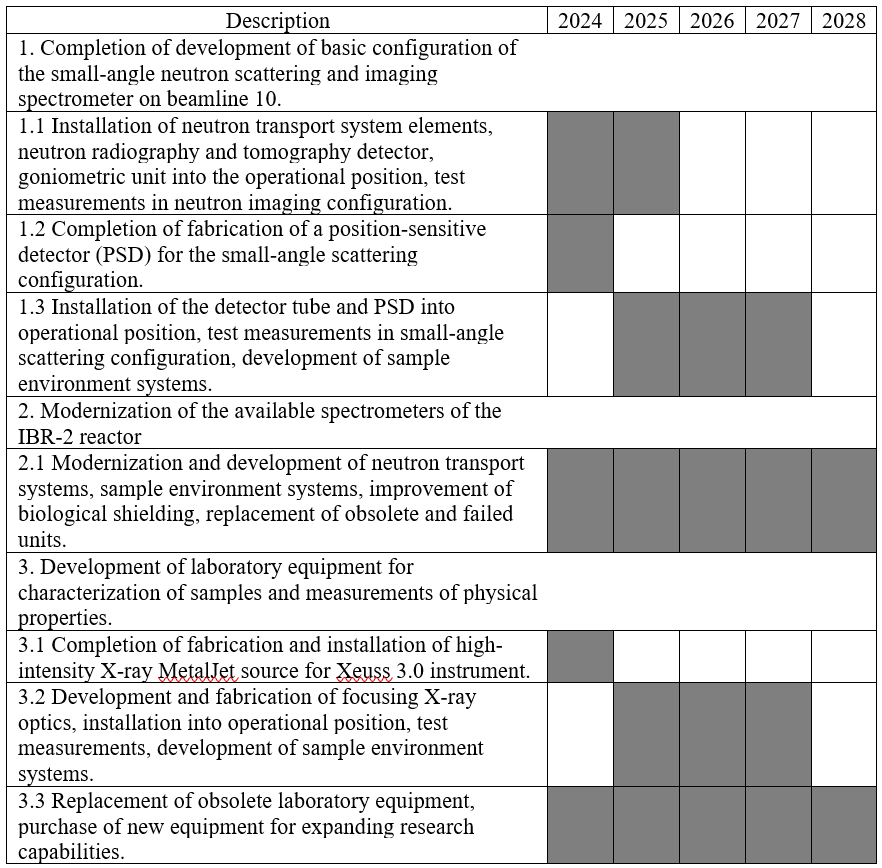 Description 2024 2025 2026 2027 2028
1. Completion of development of basic configuration of
the small-angle neutron scattering and imaging
spectrometer on beamline 10.
1.1 Installation of neutron transport system elements,
neutron radiography and tomography detector,
goniometric unit into the operational position, test
measurements in neutron imaging configuration.
1.2 Completion of fabrication of a position-sensitive
detector (PSD) for the small-angle scattering
configuration.
1.3 Installation of the detector tube and PSD into
operational position, test measurements in small-angle
scattering configuration, development of sample
environment systems.
2. Modernization of the available spectrometers of the
IBR-2 reactor
2.1 Modernization and development of neutron transport
systems, sample environment systems, improvement of
biological shielding, replacement of obsolete and failed
units.
3. Development of laboratory equipment for
characterization of samples and measurements of physical
properties.
3.1 Completion of fabrication and installation of high-
intensity X-ray MetalJet source for Xeuss 3.0 instrument.
3.2 Development and fabrication of focusing X-ray
optics, installation into operational position, test
measurements, development of sample environment
systems.
3.3 Replacement of obsolete laboratory equipment,
purchase of new equipment for expanding research
capabilities.